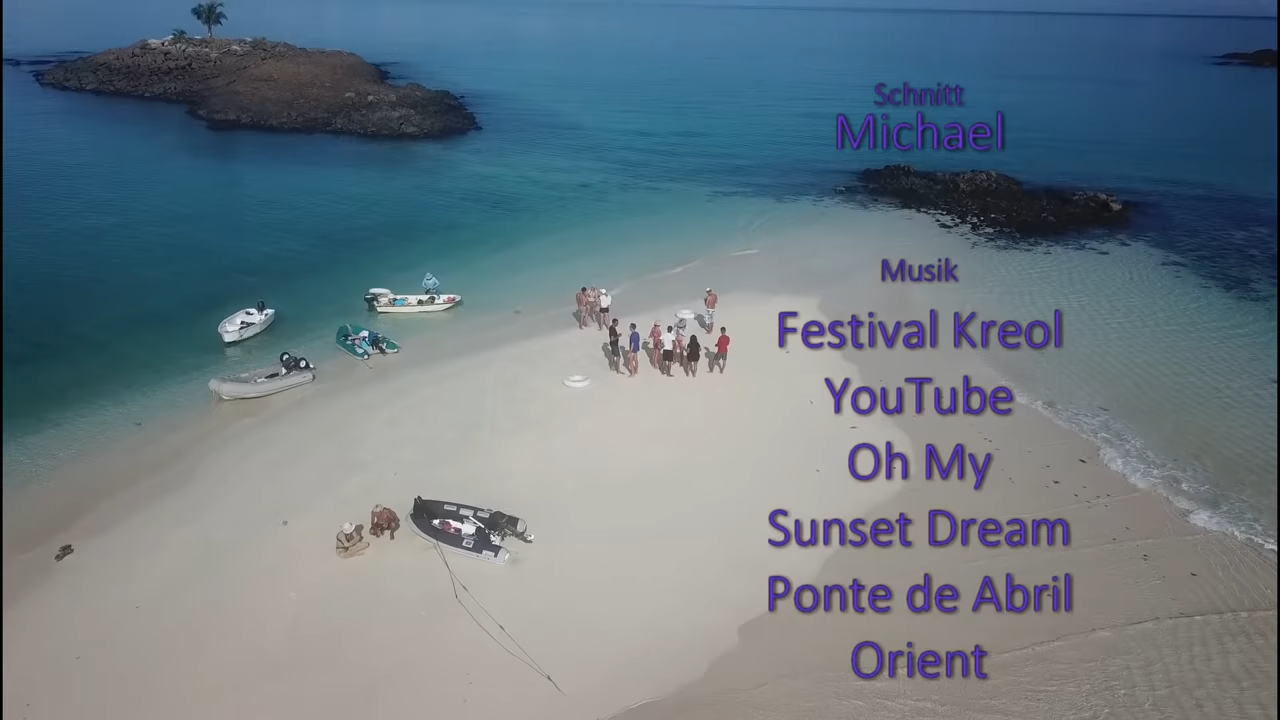 Schnitt
Michael
Musik
Festival Kreol
YouTube
Oh My
Sunset Dream
Ponte de Abril
Orient